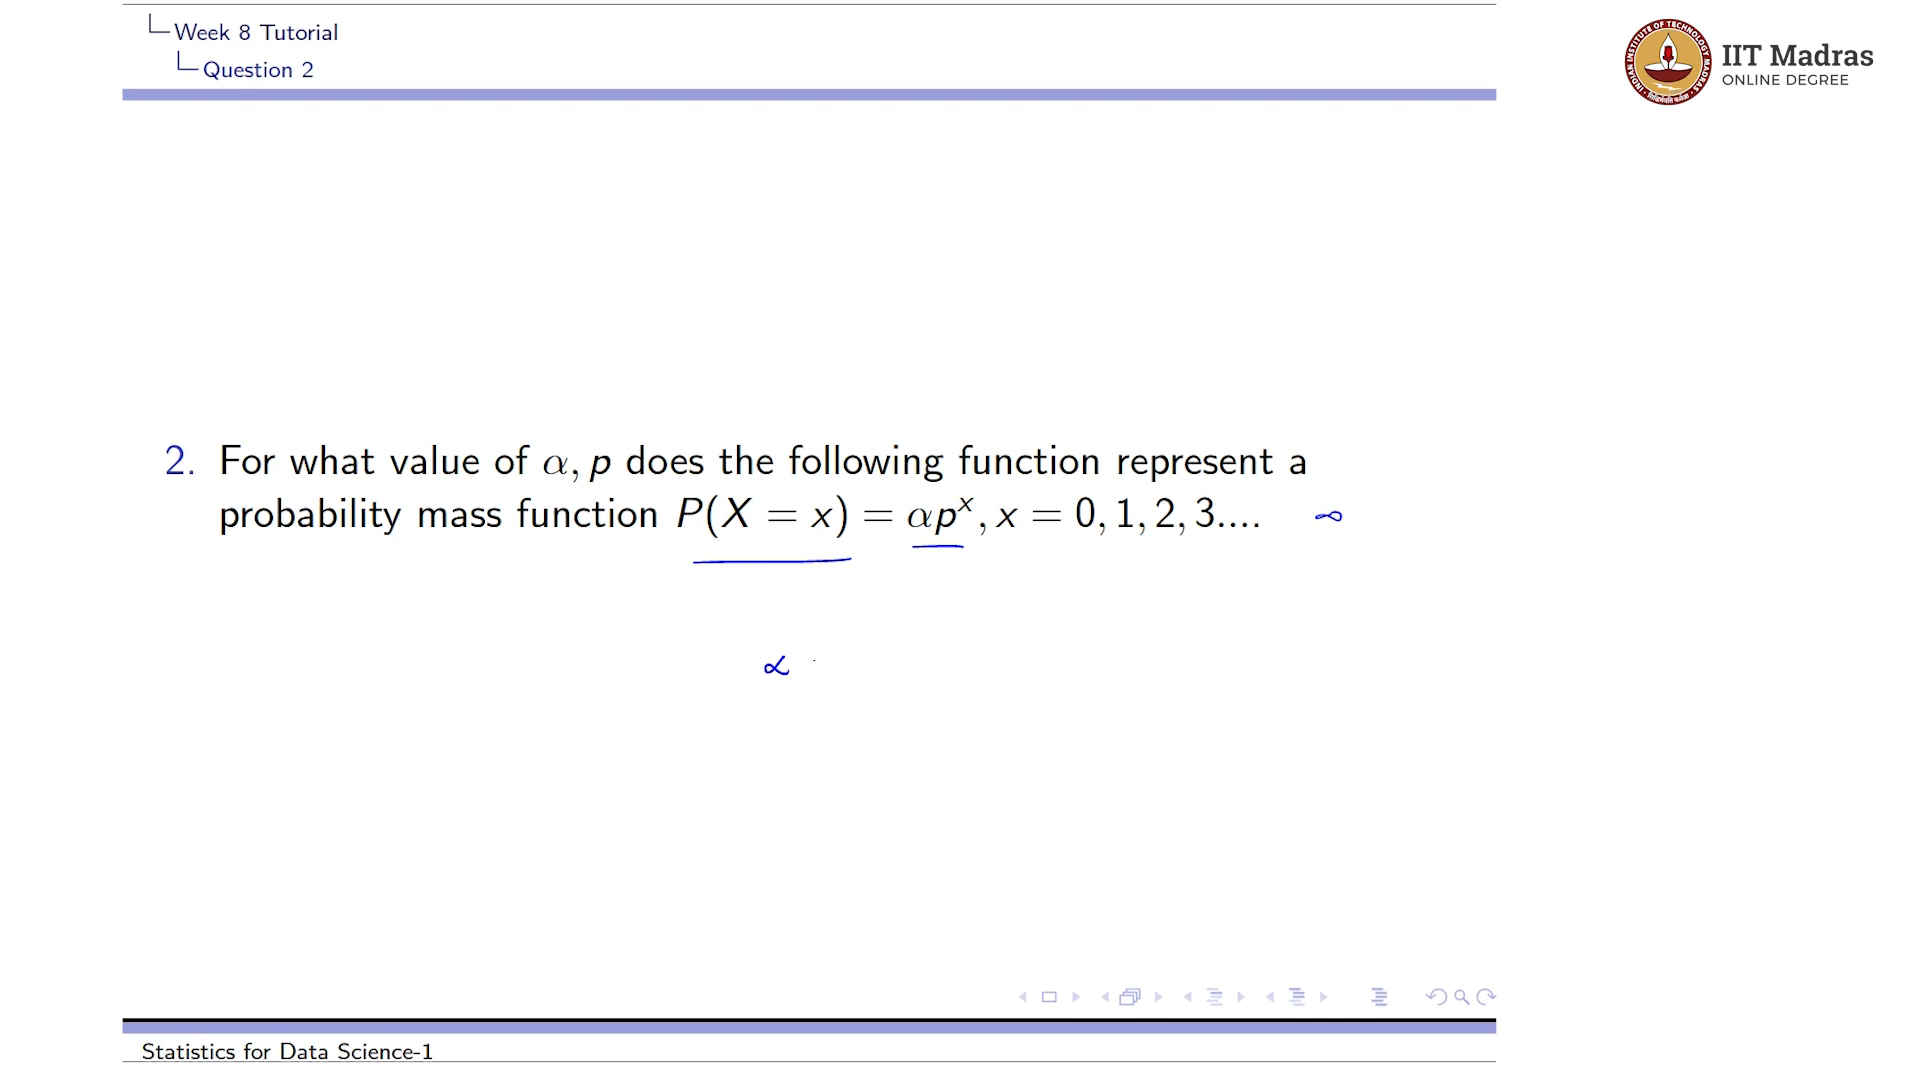 Week 8 Tutorial
Question 2
IIT Madras
ONLINE DEGREE
2. For what value of α, p does the following function represent a
probability mass function P(X = x) = αpˣ, x = 0, 1, 2, 3.... ∞
α
Statistics for Data Science-1